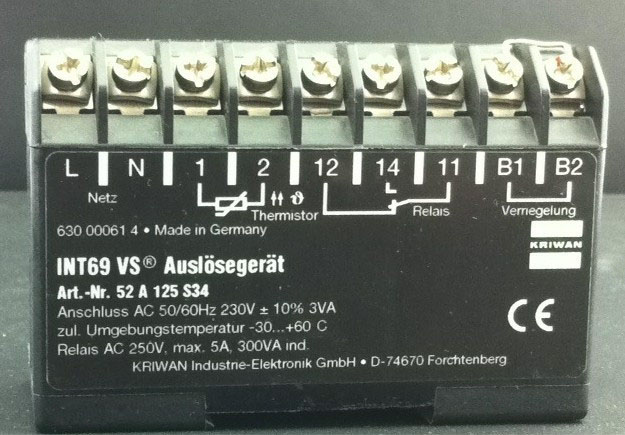 L N 1 2 12 14 11 B1 B2
Netz Thermistor Relais Verriegelung
630 00061 4 • Made in Germany
KRIWAN
INT69 VS® Auslösegerät
Art.-Nr. 52 A 125 S34
Anschluss AC 50/60Hz 230V ± 10% 3VA
zul. Umgebungstemperatur -30...+60 C
Relais AC 250V, max. 5A, 300VA ind.
CE
KRIWAN Industrie-Elektronik GmbH • D-74670 Forchtenberg